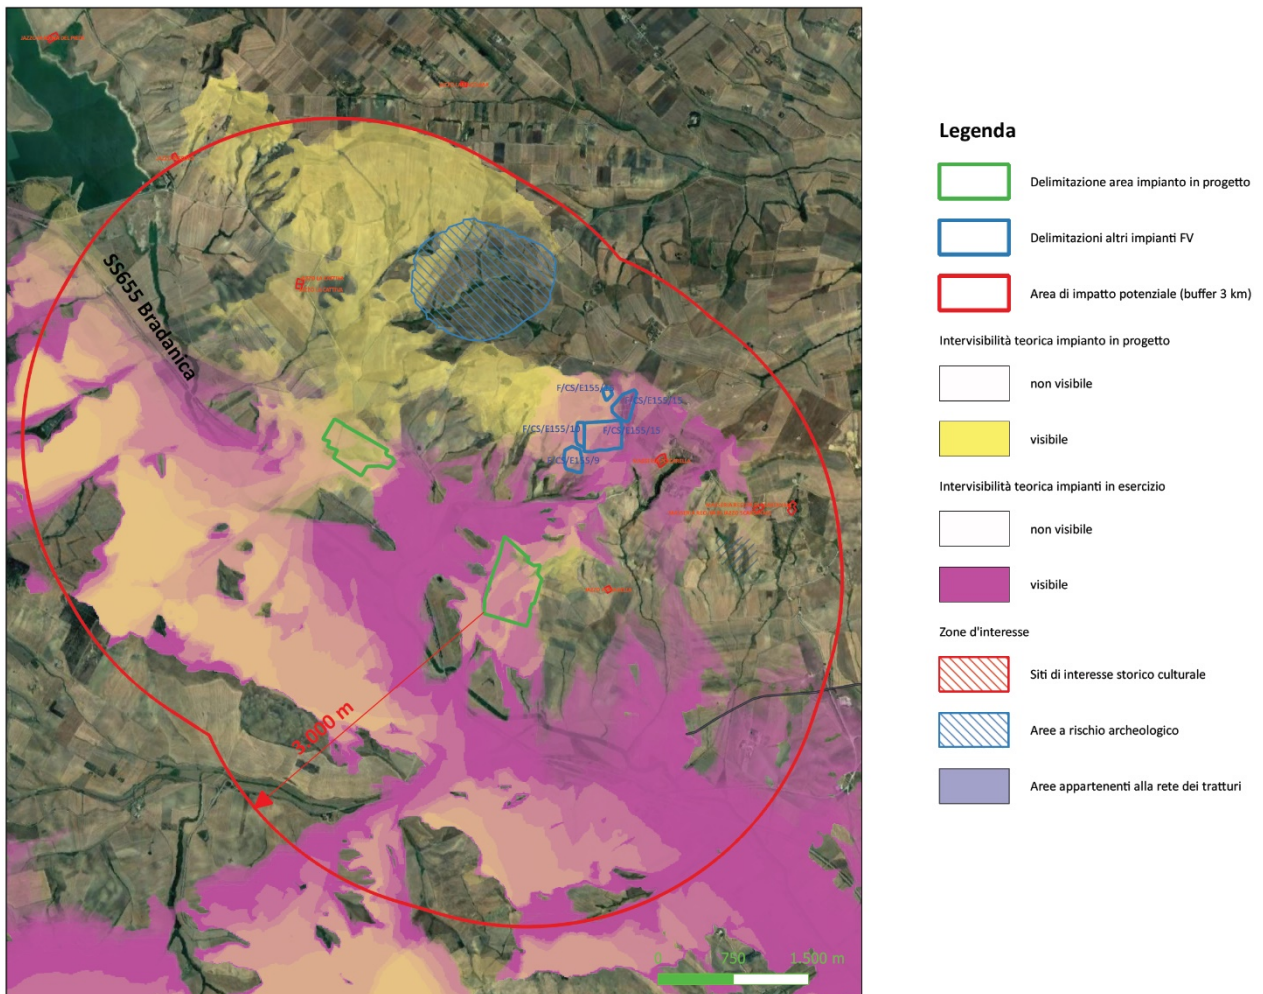 SS655 Bradanica
F/CS/E155/10
F/CS/E155/15
F/CS/E155/9
3.000 m
0 750 1.500 m
Legenda
Delimitazione area impianto in progetto
Delimitazioni altri impianti FV
Area di impatto potenziale (buffer 3 km)
Intervisibilità teorica impianto in progetto
non visibile
visibile
Intervisibilità teorica impianti in esercizio
non visibile
visibile
Zone d'interesse
Siti di interesse storico culturale
Aree a rischio archeologico
Aree appartenenti alla rete dei tratturi